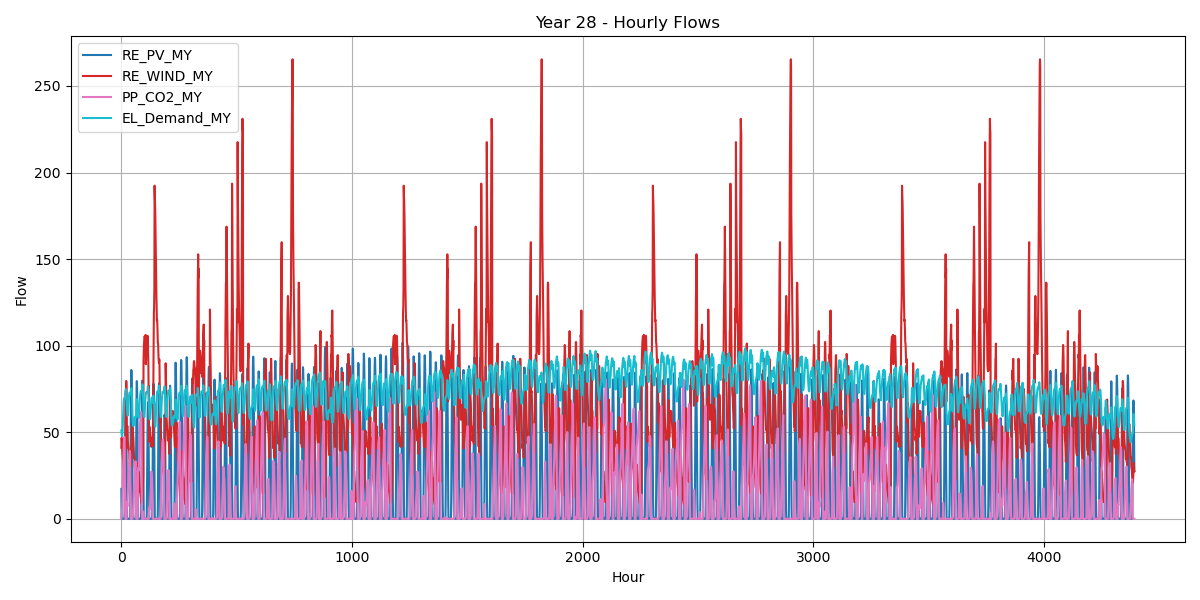 Year 28 - Hourly Flows
RE_PV_MY
RE_WIND_MY
PP_CO2_MY
EL_Demand_MY
Flow
250
200
150
100
50
0
0 1000 2000 3000 4000
Hour